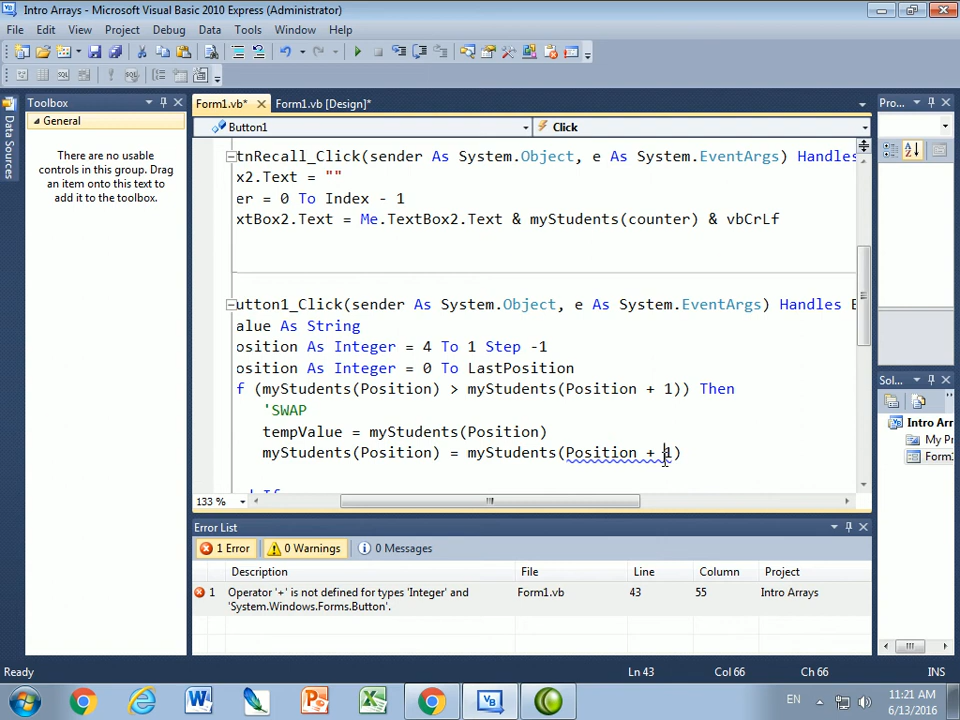 Intro Arrays - Microsoft Visual Basic 2010 Express (Administrator)
File Edit View Project Debug Data Tools Window Help
Toolbox
Form1.vb* Form1.vb [Design]*
Pro...
General
Button1 Click
There are no usable
controls in this group. Drag
an item onto this text to
add it to the toolbox.
Data Sources
tnRecall_Click(sender As System.Object, e As System.EventArgs) Handles
x2.Text = ""
er = 0 To Index - 1
xtBox2.Text = Me.TextBox2.Text & myStudents(counter) & vbCrLf
utton1_Click(sender As System.Object, e As System.EventArgs) Handles
alue As String
osition As Integer = 4 To 1 Step -1
osition As Integer = 0 To LastPosition
f (myStudents(Position) > myStudents(Position + 1)) Then
'SWAP
tempValue = myStudents(Position)
myStudents(Position) = myStudents(Position + 1)
d If
133 %
Sol...
Intro Arr
My Pr
Form
Error List
1 Error 0 Warnings 0 Messages
Description File Line Column Project
1 Operator '+' is not defined for types 'Integer' and 'System.Windows.Forms.Button'. Form1.vb 43 55 Intro Arrays
Ready Ln 43 Col 66 Ch 66 INS
EN
11:21 AM
6/13/2016